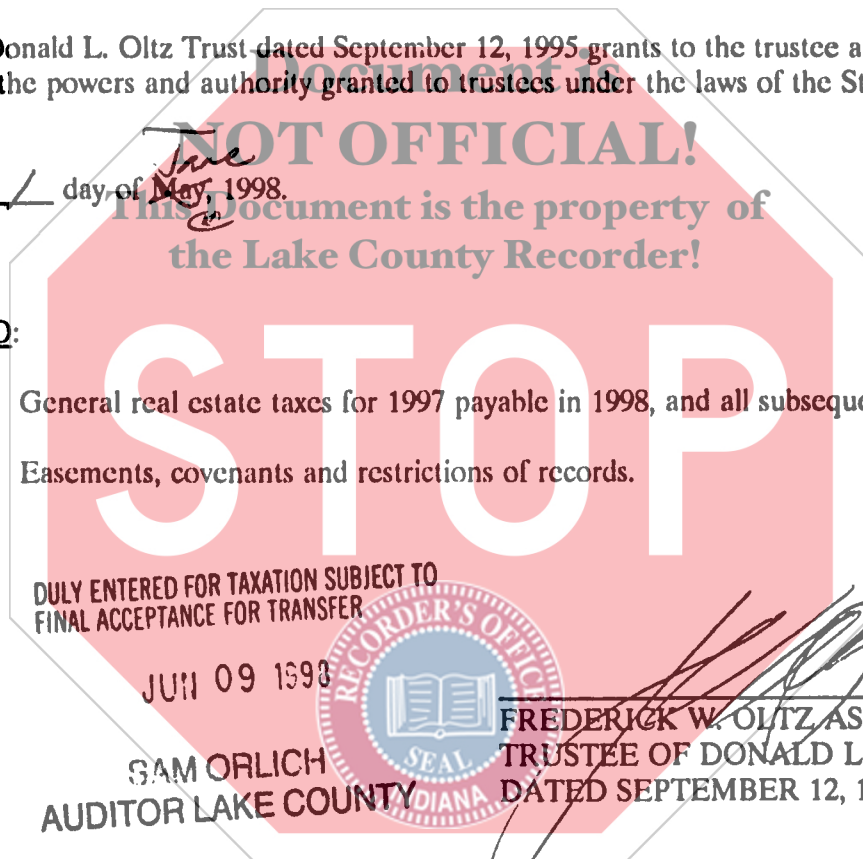 Donald L. Oltz Trust dated September 12, 1995 grants to the trustee a
the powers and authority granted to trustees under the laws of the St
Document is
NOT OFFICIAL!
This Document is the property of
the Lake County Recorder!
June
day of May, 1998.
O:
STOP
General real estate taxes for 1997 payable in 1998, and all subseque
Easements, covenants and restrictions of records.
DULY ENTERED FOR TAXATION SUBJECT TO
FINAL ACCEPTANCE FOR TRANSFER
JUN 09 1998
SAM ORLICH
AUDITOR LAKE COUNTY
RECORDER'S OFFICE
SEAL
INDIANA
FREDERICK W. OLTZ AS
TRUSTEE OF DONALD L.
DATED SEPTEMBER 12, 1